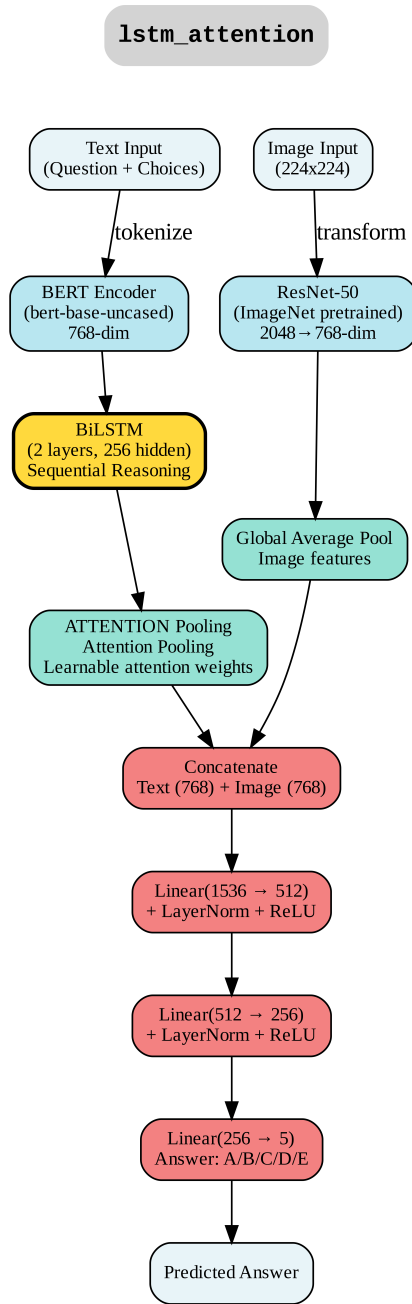 lstm_attention
Text Input
(Question + Choices)
Image Input
(224x224)
tokenize
transform
BERT Encoder
(bert-base-uncased)
768-dim
ResNet-50
(ImageNet pretrained)
2048→768-dim
BiLSTM
(2 layers, 256 hidden)
Sequential Reasoning
Global Average Pool
Image features
ATTENTION Pooling
Attention Pooling
Learnable attention weights
Concatenate
Text (768) + Image (768)
Linear(1536 → 512)
+ LayerNorm + ReLU
Linear(512 → 256)
+ LayerNorm + ReLU
Linear(256 → 5)
Answer: A/B/C/D/E
Predicted Answer